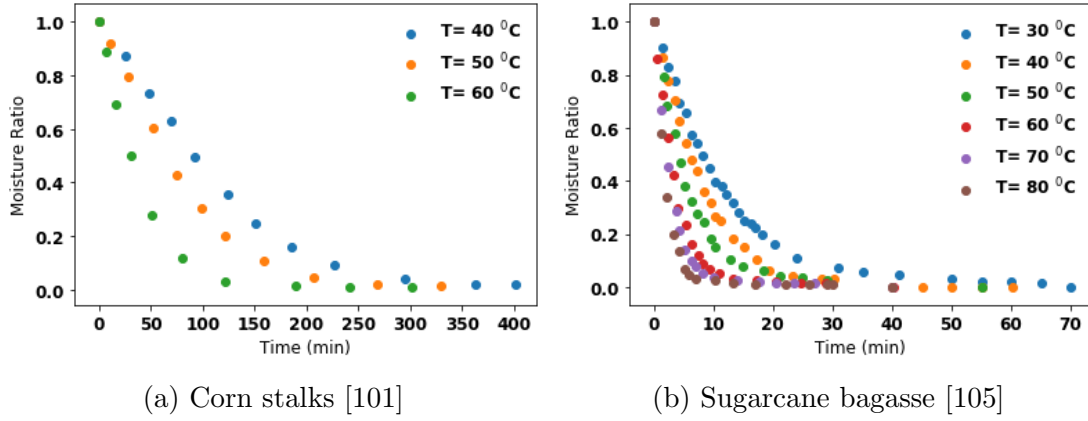 1.0
0.8
0.6
0.4
0.2
0.0
Moisture Ratio
T= 40 ⁰C
T= 50 ⁰C
T= 60 ⁰C
0 50 100 150 200 250 300 350 400
Time (min)
(a) Corn stalks [101]
1.0
0.8
0.6
0.4
0.2
0.0
Moisture Ratio
T= 30 ⁰C
T= 40 ⁰C
T= 50 ⁰C
T= 60 ⁰C
T= 70 ⁰C
T= 80 ⁰C
0 10 20 30 40 50 60 70
Time (min)
(b) Sugarcane bagasse [105]